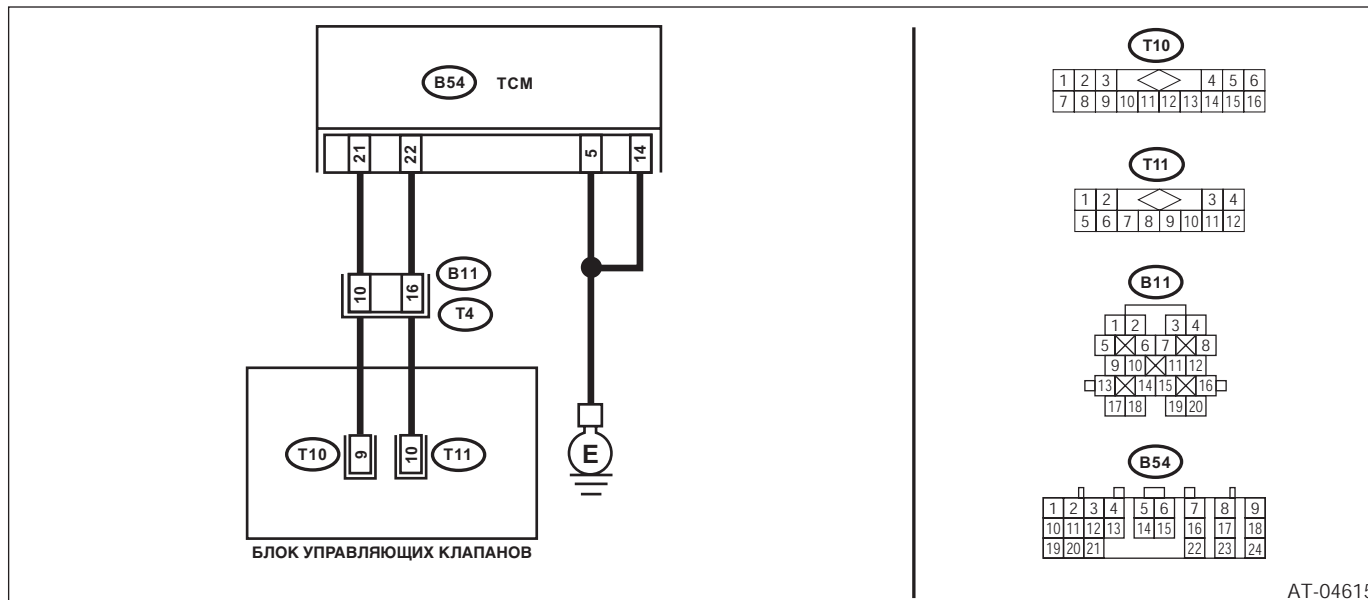 B54 TCM
21 22 5 14
10 16
B11
T4
T10 9 10 T11
E
БЛОК УПРАВЛЯЮЩИХ КЛАПАНОВ
T10
1 2 3 4 5 6
7 8 9 10 11 12 13 14 15 16
T11
1 2 3 4
5 6 7 8 9 10 11 12
B11
1 2 3 4
5 6 7 8
9 10 11 12
13 14 15 16
17 18 19 20
B54
1 2 3 4 5 6 7 8 9
10 11 12 13 14 15 16 17 18
19 20 21 22 23 24
AT-04615